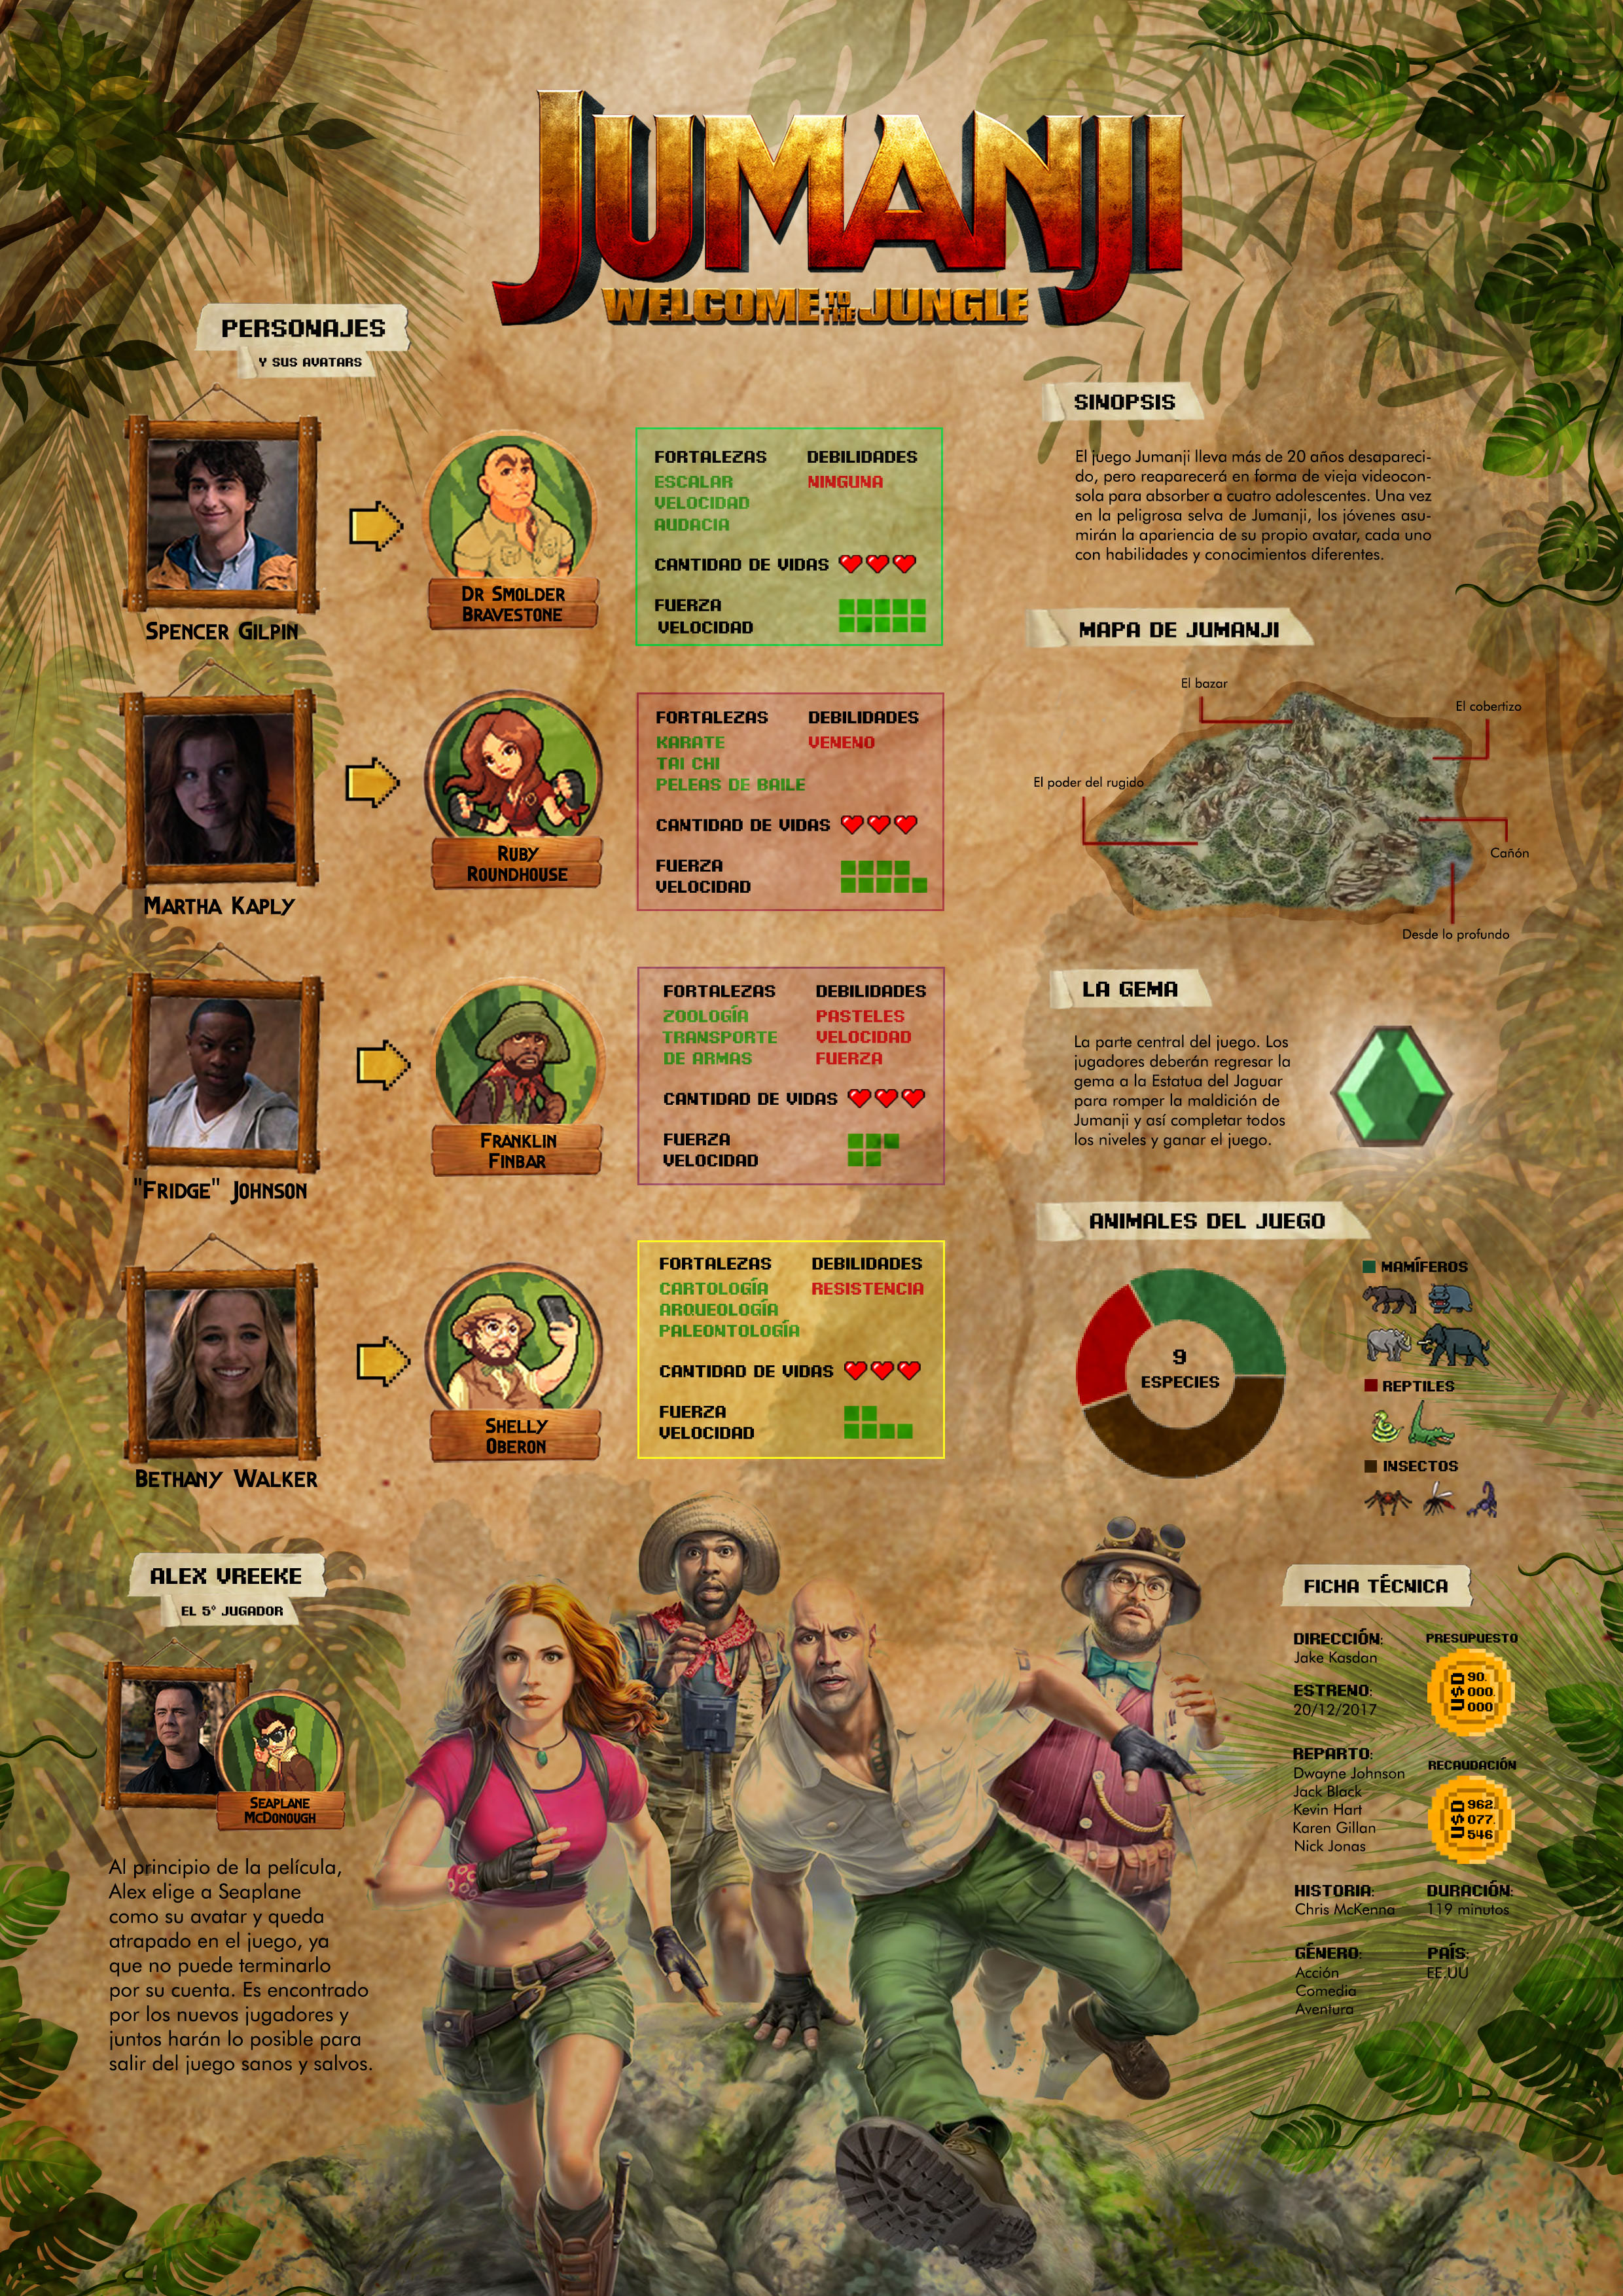 JUMANJI
WELCOME TO THE JUNGLE
PERSONAJES
Y SUS AVATARS
SPENCER GILPIN
DR SMOLDER
BRAVESTONE
FORTALEZAS DEBILIDADES
ESCALAR NINGUNA
VELOCIDAD
AUDACIA
CANTIDAD DE VIDAS
FUERZA
VELOCIDAD
MARTHA KAPLY
RUBY
ROUNDHOUSE
FORTALEZAS DEBILIDADES
KARATE VENENO
TAI CHI
PELEAS DE BAILE
CANTIDAD DE VIDAS
FUERZA
VELOCIDAD
"FRIDGE" JOHNSON
FRANKLIN
FINBAR
FORTALEZAS DEBILIDADES
ZOOLOGÍA PASTELES
TRANSPORTE VELOCIDAD
DE ARMAS FUERZA
CANTIDAD DE VIDAS
FUERZA
VELOCIDAD
BETHANY WALKER
SHELLY
OBERON
FORTALEZAS DEBILIDADES
CARTOLOGÍA RESISTENCIA
ARQUEOLOGÍA
PALEONTOLOGÍA
CANTIDAD DE VIDAS
FUERZA
VELOCIDAD
SINOPSIS
El juego Jumanji lleva más de 20 años desapareci-
do, pero reaparecerá en forma de vieja videocon-
sola para absorber a cuatro adolescentes. Una vez
en la peligrosa selva de Jumanji, los jóvenes asu-
mirán la apariencia de su propio avatar, cada uno
con habilidades y conocimientos diferentes.
MAPA DE JUMANJI
El bazar
El cobertizo
El poder del rugido
Cañón
Desde lo profundo
LA GEMA
La parte central del juego. Los
jugadores deberán regresar la
gema a la Estatua del Jaguar
para romper la maldición de
Jumanji y así completar todos
los niveles y ganar el juego.
ANIMALES DEL JUEGO
9
ESPECIES
MAMÍFEROS
REPTILES
INSECTOS
ALEX VREEKE
EL 5° JUGADOR
SEAPLANE
MCDONOUGH
Al principio de la película,
Alex elige a Seaplane
como su avatar y queda
atrapado en el juego, ya
que no puede terminarlo
por su cuenta. Es encontrado
por los nuevos jugadores y
juntos harán lo posible para
salir del juego sanos y salvos.
FICHA TÉCNICA
DIRECCIÓN:
Jake Kasdan
ESTRENO:
20/12/2017
REPARTO:
Dwayne Johnson
Jack Black
Kevin Hart
Karen Gillan
Nick Jonas
HISTORIA:
Chris McKenna
GÉNERO:
Acción
Comedia
Aventura
PRESUPUESTO
U$D
90.
000.
000
RECAUDACIÓN
U$D
962.
077.
546
DURACIÓN:
119 minutos
PAÍS:
EE.UU